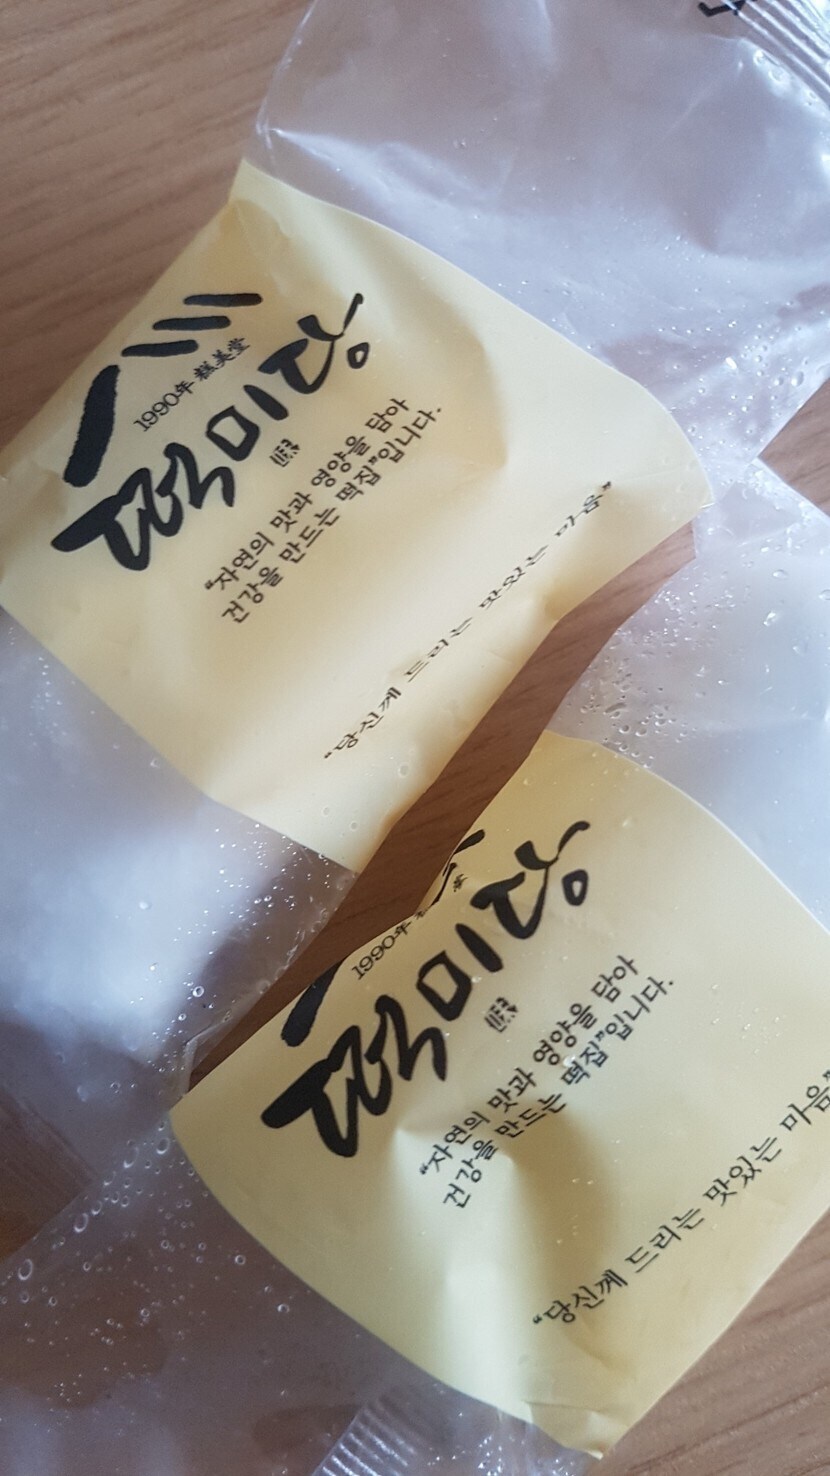 1990年 糕美堂
떡미당
"자연의 맛과 영양을 담아
건강을 만드는 떡집"입니다.
"당신께 드리는 맛있는 마음"
1990年
떡미당
"자연의 맛과 영양을 담아
건강을 만드는 떡집"입니다.
"당신께 드리는 맛있는 마음"